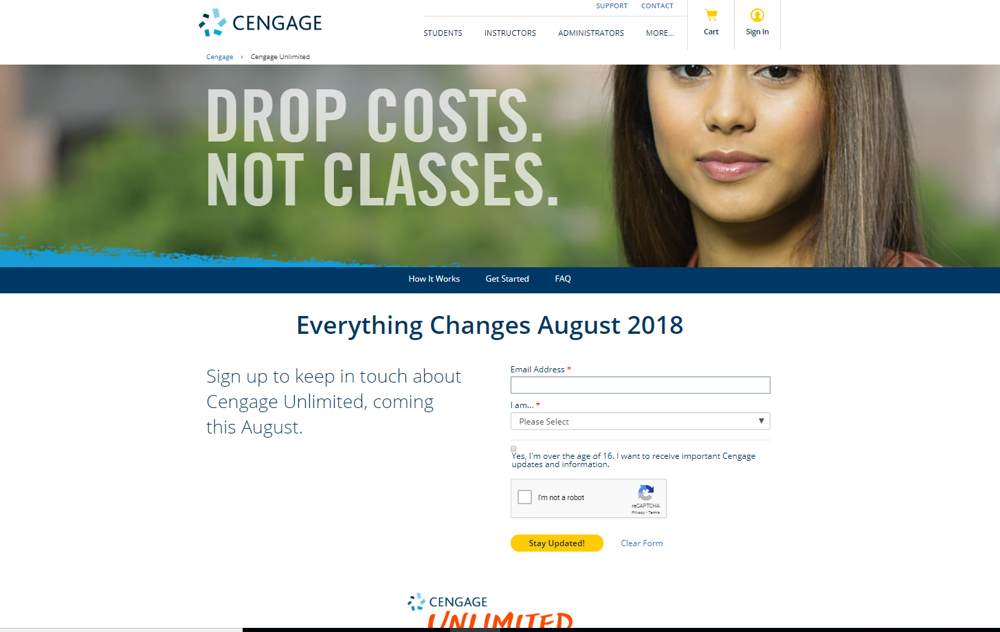 SUPPORT CONTACT
CENGAGE
STUDENTS INSTRUCTORS ADMINISTRATORS MORE...
Cart
Sign In
Cengage › Cengage Unlimited
DROP COSTS.
NOT CLASSES.
How It Works Get Started FAQ
Everything Changes August 2018
Sign up to keep in touch about
Cengage Unlimited, coming
this August.
Email Address *
I am... *
Please Select
Yes, I'm over the age of 16. I want to receive important Cengage
updates and information.
I'm not a robot
reCAPTCHA
Privacy - Terms
Stay Updated! Clear Form
CENGAGE
UNLIMITED